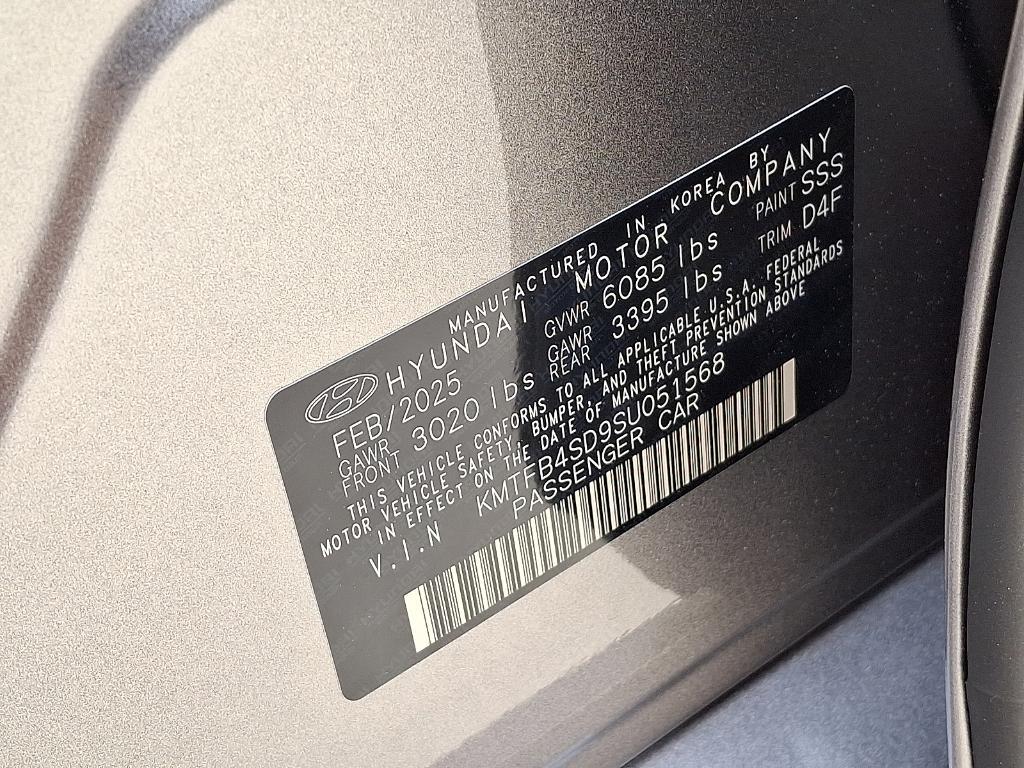 MANUFACTURED IN KOREA BY
HYUNDAI MOTOR COMPANY
FEB/2025 GVWR 6085 lbs PAINT SSS
GAWR FRONT 3020 lbs GAWR REAR 3395 lbs TRIM D4F
THIS VEHICLE CONFORMS TO ALL APPLICABLE U.S.A. FEDERAL
MOTOR VEHICLE SAFETY, BUMPER, AND THEFT PREVENTION STANDARDS
IN EFFECT ON THE DATE OF MANUFACTURE SHOWN ABOVE
V.I.N KMTFB4SD9SU051568
PASSENGER CAR